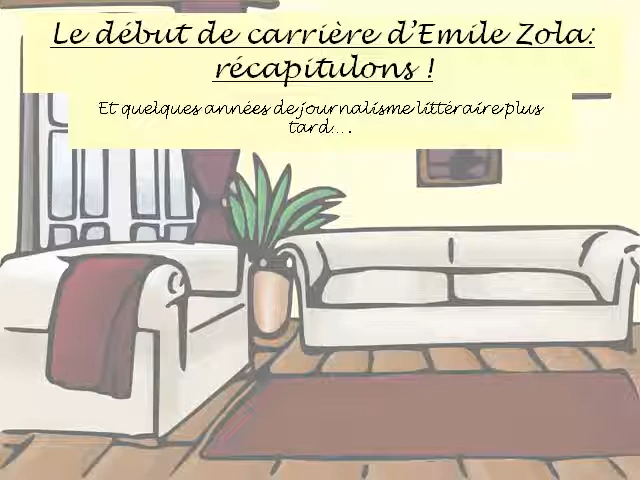 Le début de carrière d'Emile Zola:
récapitulons !
Et quelques années de journalisme littéraire plus
tard….